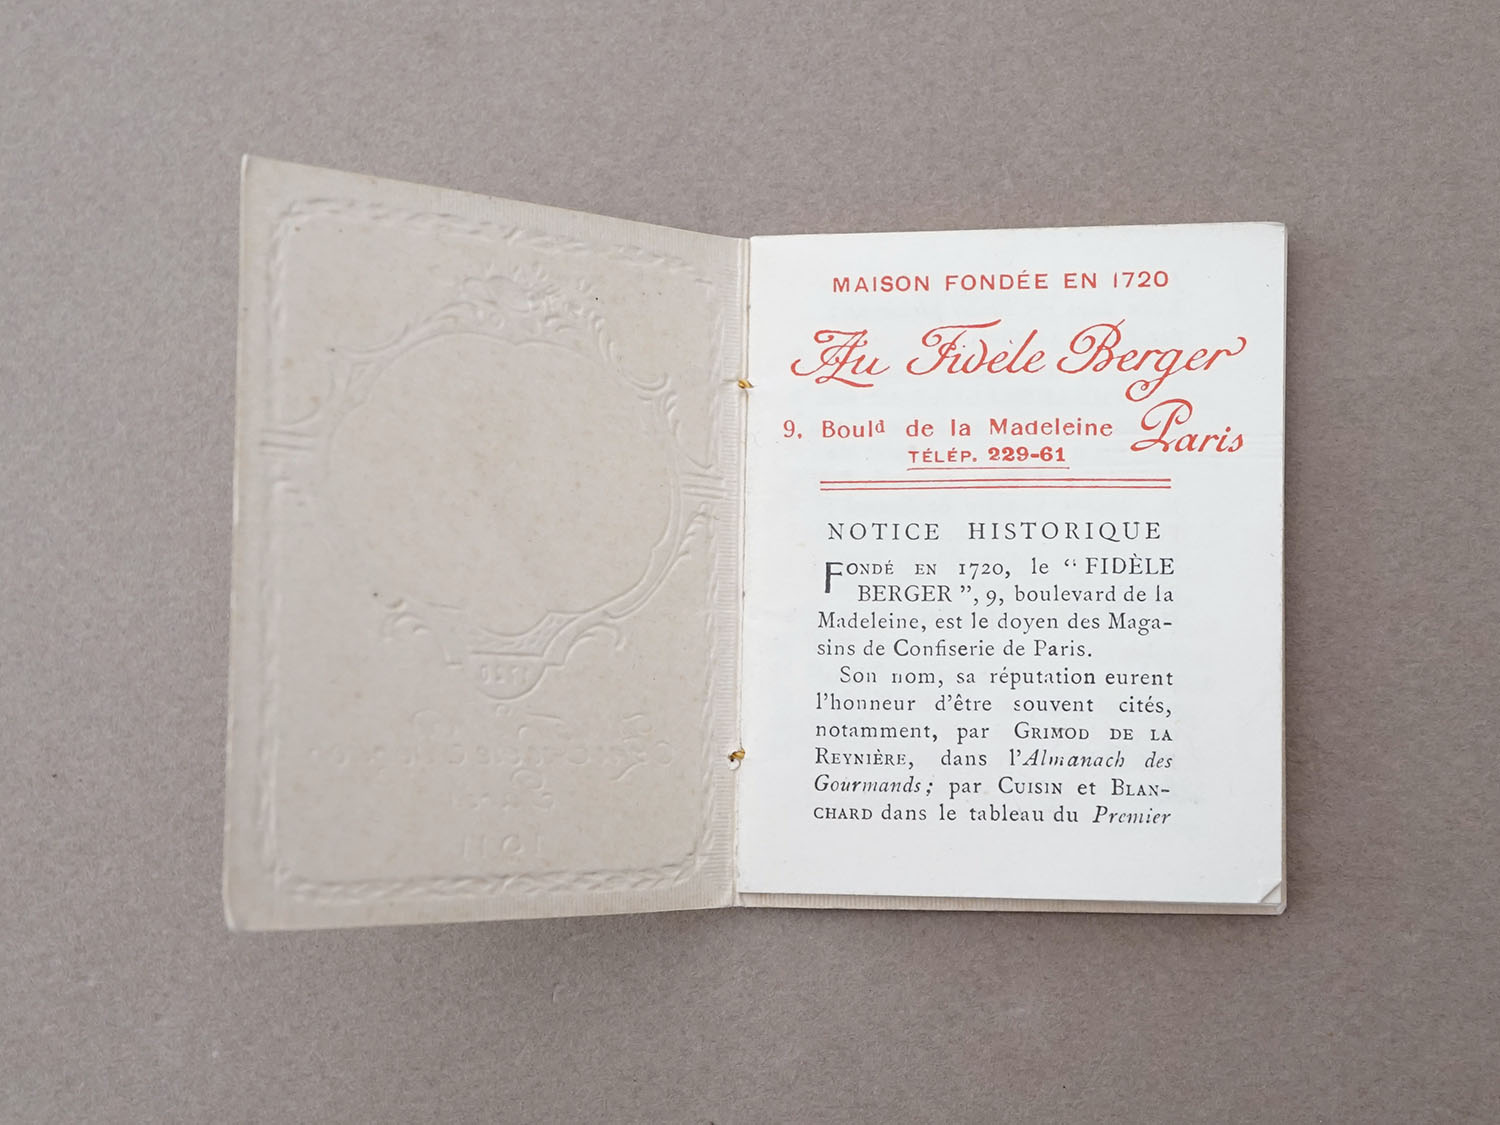 MAISON FONDÉE EN 1720
Au Fidèle Berger
9, Bould de la Madeleine Paris
TÉLÉP. 229-61
NOTICE HISTORIQUE
FONDÉ EN 1720, le “ FIDÈLE
BERGER ”, 9, boulevard de la
Madeleine, est le doyen des Maga-
sins de Confiserie de Paris.
Son nom, sa réputation eurent
l'honneur d'être souvent cités,
notamment, par GRIMOD DE LA
REYNIÈRE, dans l'Almanach des
Gourmands; par CUISIN et BLAN-
CHARD dans le tableau du Premier
1720
1911